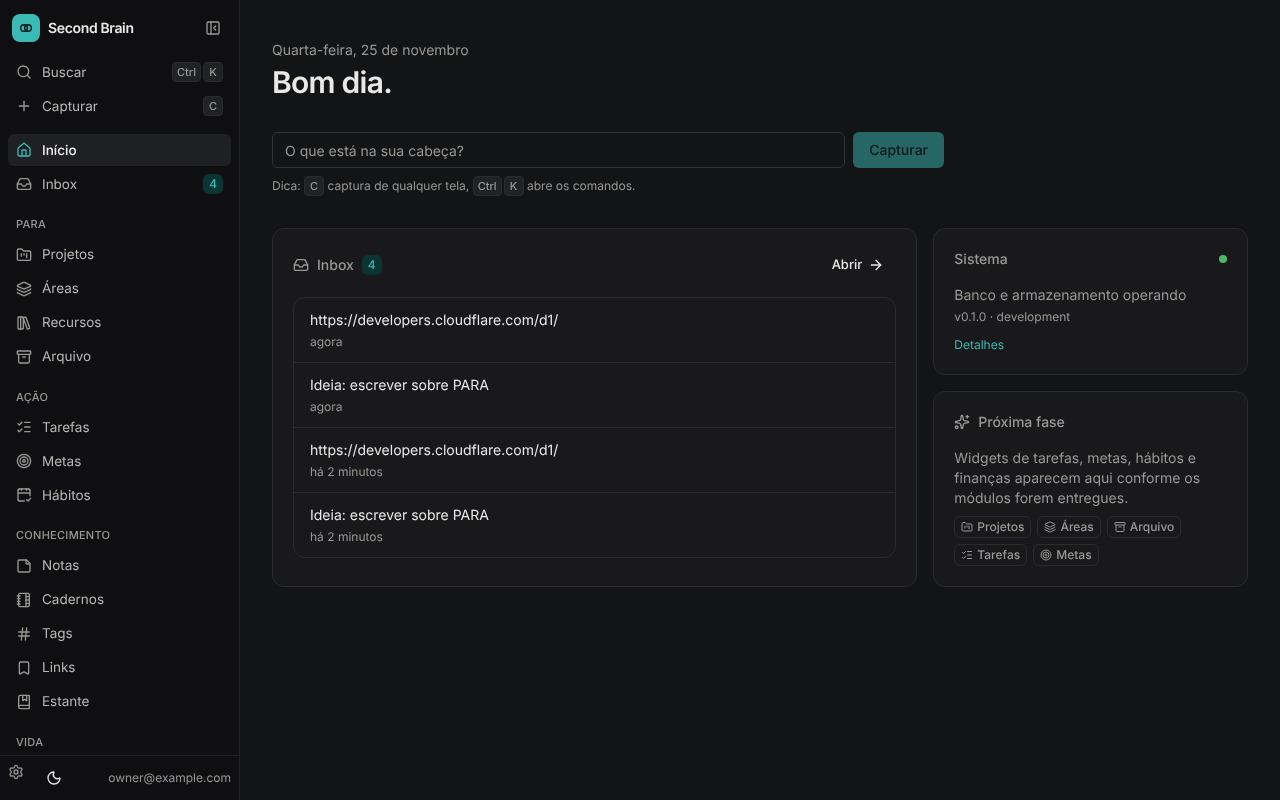 Second Brain
Buscar Ctrl K
Capturar C
Início
Inbox 4
PARA
Projetos
Áreas
Recursos
Arquivo
AÇÃO
Tarefas
Metas
Hábitos
CONHECIMENTO
Notas
Cadernos
Tags
Links
Estante
VIDA
owner@example.com
Quarta-feira, 25 de novembro
Bom dia.
O que está na sua cabeça?
Capturar
Dica: C captura de qualquer tela, Ctrl K abre os comandos.
Inbox 4
Abrir
https://developers.cloudflare.com/d1/
agora
Ideia: escrever sobre PARA
agora
https://developers.cloudflare.com/d1/
há 2 minutos
Ideia: escrever sobre PARA
há 2 minutos
Sistema
Banco e armazenamento operando
v0.1.0 · development
Detalhes
Próxima fase
Widgets de tarefas, metas, hábitos e
finanças aparecem aqui conforme os
módulos forem entregues.
Projetos Áreas Arquivo
Tarefas Metas